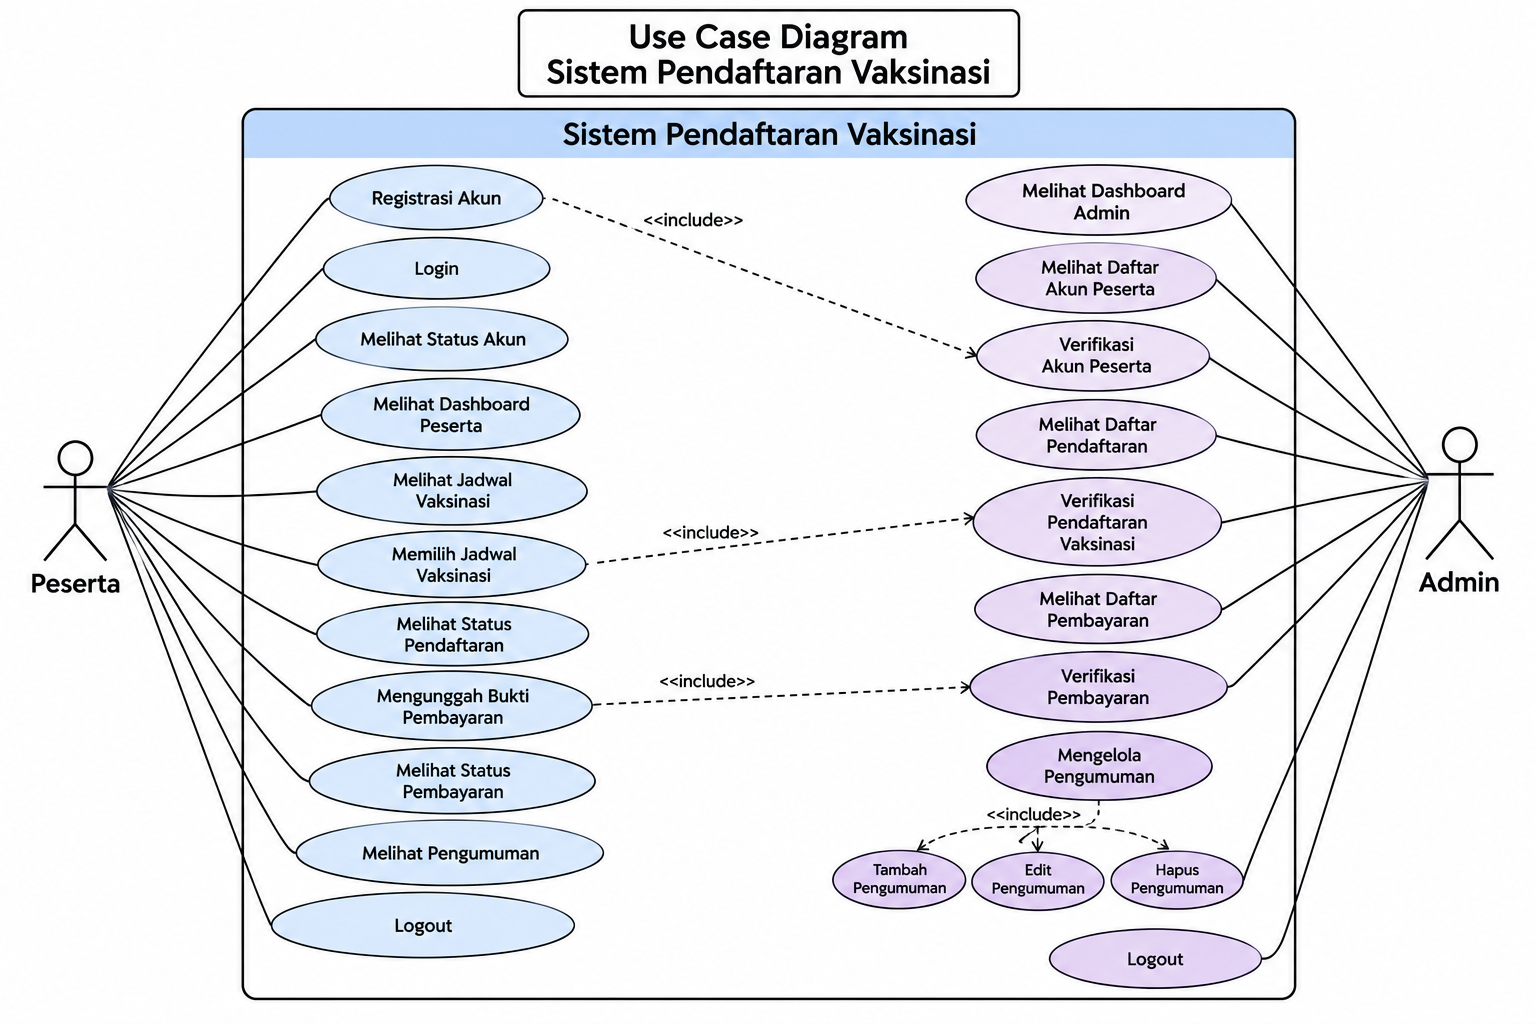 Use Case Diagram
Sistem Pendaftaran Vaksinasi
Sistem Pendaftaran Vaksinasi
Registrasi Akun
Login
Melihat Status Akun
Melihat Dashboard
Peserta
Melihat Jadwal
Vaksinasi
Memilih Jadwal
Vaksinasi
Melihat Status
Pendaftaran
Mengunggah Bukti
Pembayaran
Melihat Status
Pembayaran
Melihat Pengumuman
Logout
Peserta
<<include>>
<<include>>
<<include>>
Melihat Dashboard
Admin
Melihat Daftar
Akun Peserta
Verifikasi
Akun Peserta
Melihat Daftar
Pendaftaran
Verifikasi
Pendaftaran
Vaksinasi
Melihat Daftar
Pembayaran
Verifikasi
Pembayaran
Mengelola
Pengumuman
<<include>>
Tambah
Pengumuman
Edit
Pengumuman
Hapus
Pengumuman
Logout
Admin